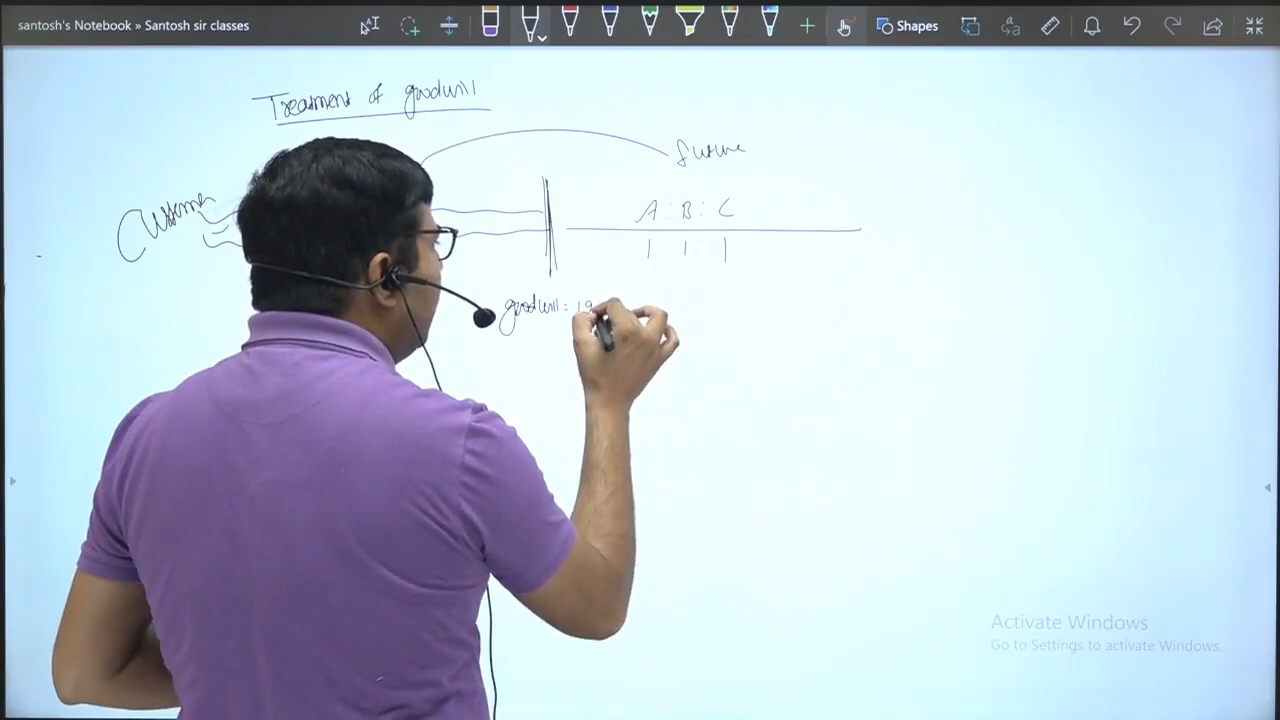 santosh's Notebook » Santosh sir classes
Shapes
Treatment of goodwill
future
Customer
A : B : C
1 : 1 : 1
goodwill =
Activate Windows
Go to Settings to activate Windows.